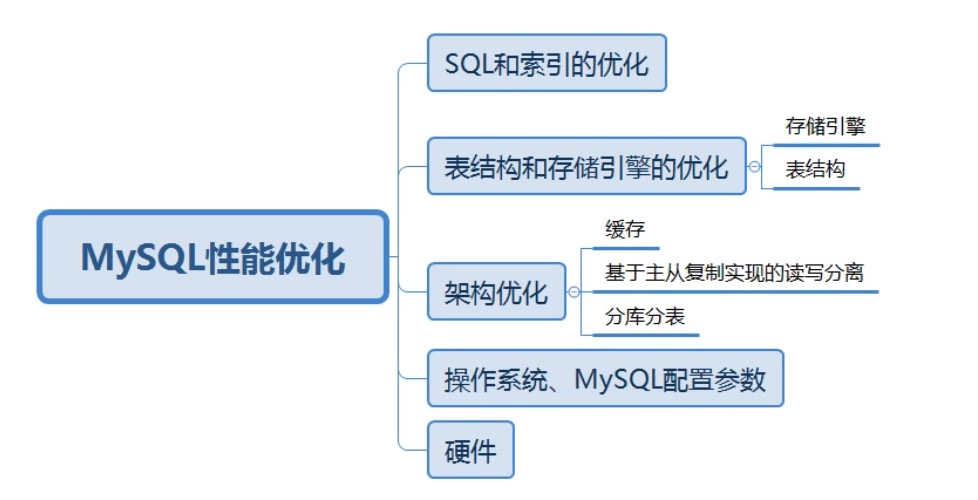 MySQL性能优化
SQL和索引的优化
表结构和存储引擎的优化
存储引擎
表结构
架构优化
缓存
基于主从复制实现的读写分离
分库分表
操作系统、MySQL配置参数
硬件